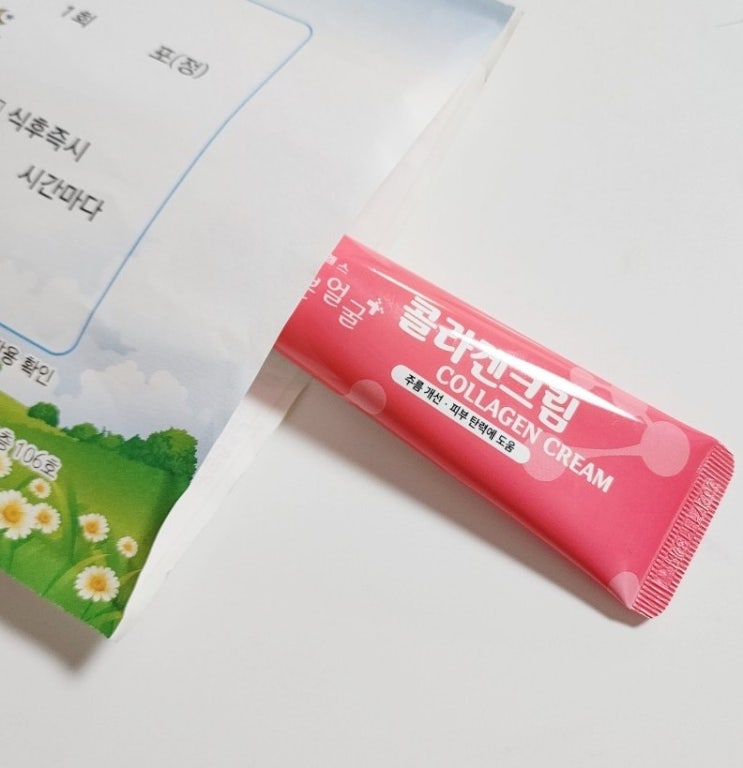 1회
포(정)
식후즉시
시간마다
용 확인
층 106호
스
얼
굴
콜라겐크림
COLLAGEN CREAM
주름 개선 · 피부 탄력에 도움